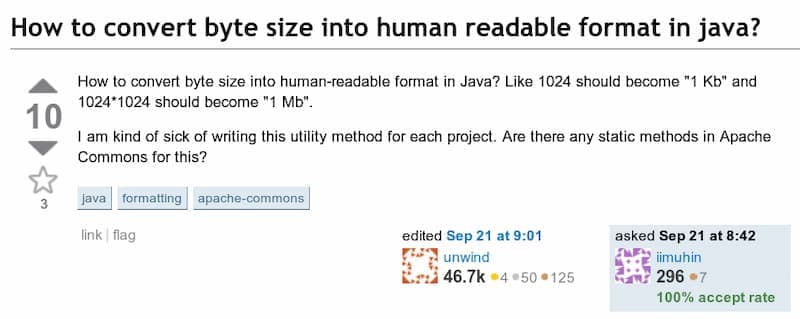 How to convert byte size into human readable format in java?
How to convert byte size into human-readable format in Java? Like 1024 should become "1 Kb" and
1024*1024 should become "1 Mb".
10
I am kind of sick of writing this utility method for each project. Are there any static methods in Apache
Commons for this?
3
java formatting apache-commons
link | flag
edited Sep 21 at 9:01
unwind
46.7k 4 50 125
asked Sep 21 at 8:42
iimuhin
296 7
100% accept rate